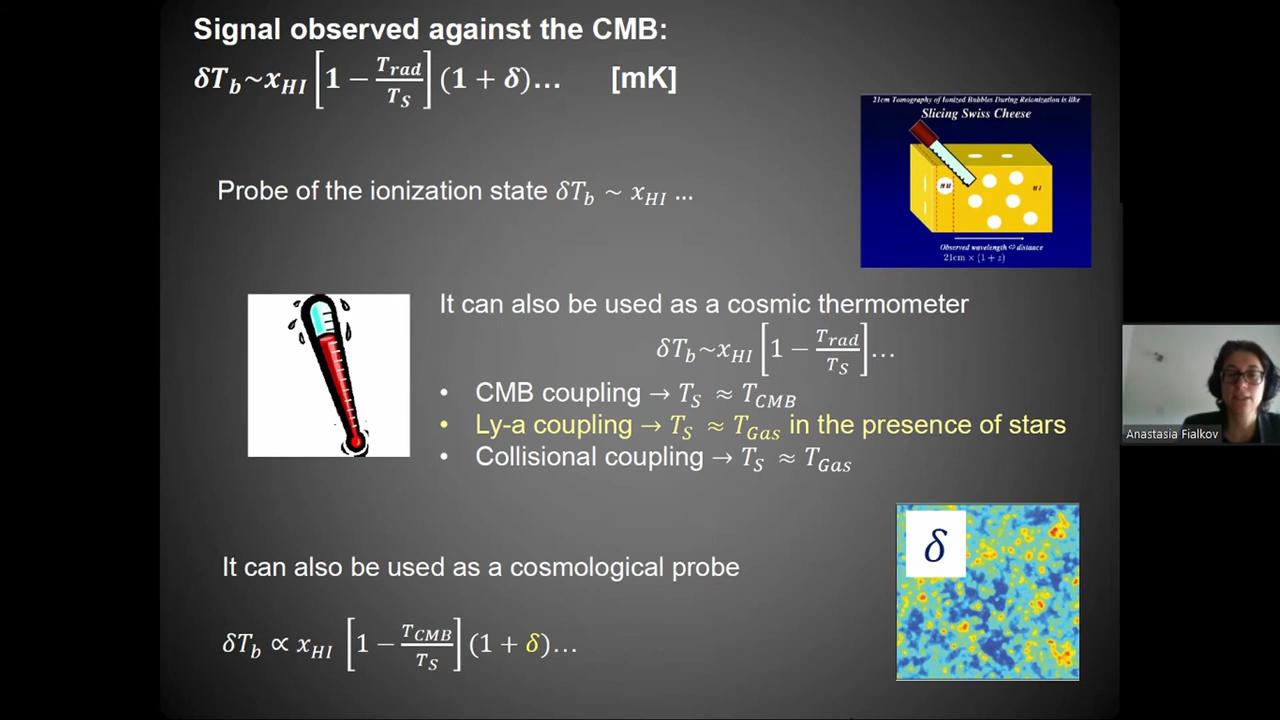 Signal observed against the CMB:
δT_b~x_HI [1 − T_rad/T_S] (1 + δ)... [mK]
21cm Tomography of Ionized Bubbles During Reionization is like
Slicing Swiss Cheese
H II
H I
Observed wavelength ⇔ distance
21cm × (1 + z)
Probe of the ionization state δT_b ~ x_HI ...
It can also be used as a cosmic thermometer
δT_b~x_HI [1 − T_rad/T_S] ...
• CMB coupling → T_S ≈ T_CMB
• Ly-a coupling → T_S ≈ T_Gas in the presence of stars
• Collisional coupling → T_S ≈ T_Gas
Anastasia Fialkov
δ
It can also be used as a cosmological probe
δT_b ∝ x_HI [1 − T_CMB/T_S] (1 + δ)...